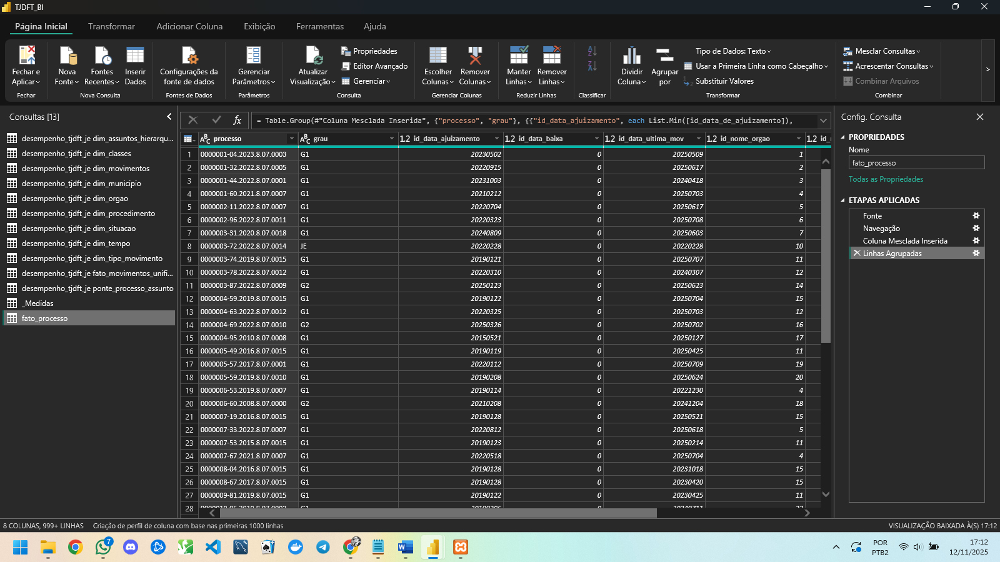 TJDFT_BI
Página Inicial Transformar Adicionar Coluna Exibição Ferramentas Ajuda
Fechar e Aplicar
Fechar
Nova Fonte
Fontes Recentes
Inserir Dados
Nova Consulta
Configurações da fonte de dados
Fontes de Dados
Gerenciar Parâmetros
Parâmetros
Atualizar Visualização
Propriedades
Editor Avançado
Gerenciar
Consulta
Escolher Colunas
Remover Colunas
Gerenciar Colunas
Manter Linhas
Remover Linhas
Reduzir Linhas
Classificar
Dividir Coluna
Agrupar por
Tipo de Dados: Texto
Usar a Primeira Linha como Cabeçalho
Substituir Valores
Transformar
Mesclar Consultas
Acrescentar Consultas
Combinar Arquivos
Combinar
Consultas [13]
desempenho_tjdft_je dim_assuntos_hierarqu...
desempenho_tjdft_je dim_classes
desempenho_tjdft_je dim_movimentos
desempenho_tjdft_je dim_municipio
desempenho_tjdft_je dim_orgao
desempenho_tjdft_je dim_procedimento
desempenho_tjdft_je dim_situacao
desempenho_tjdft_je dim_tempo
desempenho_tjdft_je dim_tipo_movimento
desempenho_tjdft_je fato_movimentos_unifi...
desempenho_tjdft_je ponte_processo_assunto
_Medidas
fato_processo
fx = Table.Group(#"Coluna Mesclada Inserida", {"processo", "grau"}, {{"id_data_ajuizamento", each List.Min([id_data_de_ajuizamento]),
ABC processo ABC grau 1.2 id_data_ajuizamento 1.2 id_data_baixa 1.2 id_data_ultima_mov 1.2 id_nome_orgao 1.2
1 0000001-04.2023.8.07.0003 G1 20230502 0 20250509 1
2 0000001-32.2022.8.07.0005 G1 20220915 0 20250617 2
3 0000001-44.2022.8.07.0001 G1 20231003 0 20240418 3
4 0000001-60.2021.8.07.0007 G1 20210212 0 20250703 4
5 0000002-11.2022.8.07.0007 G1 20220704 0 20250617 5
6 0000002-96.2022.8.07.0011 G1 20220323 0 20250708 6
7 0000003-31.2020.8.07.0018 G1 20240809 0 20250603 7
8 0000003-72.2022.8.07.0014 JE 20220228 0 20220228 10
9 0000003-74.2019.8.07.0015 G1 20190121 0 20250707 11
10 0000003-78.2022.8.07.0012 G1 20220310 0 20240307 12
11 0000003-87.2022.8.07.0009 G2 20250123 0 20250623 14
12 0000004-59.2019.8.07.0015 G1 20190122 0 20250704 15
13 0000004-63.2022.8.07.0012 G1 20220325 0 20250703 12
14 0000004-69.2022.8.07.0010 G2 20250326 0 20250702 16
15 0000004-95.2010.8.07.0008 G1 20150521 0 20250127 17
16 0000005-49.2016.8.07.0015 G1 20190119 0 20250425 11
17 0000005-57.2017.8.07.0001 G1 20220112 0 20250709 19
18 0000005-59.2019.8.07.0010 G1 20190208 0 20250624 20
19 0000006-53.2019.8.07.0007 G1 20190114 0 20221230 4
20 0000006-60.2008.8.07.0000 G2 20210208 0 20241204 18
21 0000007-19.2016.8.07.0015 G1 20190128 0 20250521 15
22 0000007-33.2022.8.07.0007 G1 20220812 0 20250618 5
23 0000007-53.2015.8.07.0015 G1 20190123 0 20250214 11
24 0000007-67.2021.8.07.0007 G1 20220518 0 20250704 4
25 0000008-04.2016.8.07.0015 G1 20190128 0 20231018 15
26 0000008-67.2017.8.07.0015 G1 20190128 0 20230420 15
27 0000009-81.2019.8.07.0015 G1 20190122 0 20230425 11
28
Config. Consulta
PROPRIEDADES
Nome
fato_processo
Todas as Propriedades
ETAPAS APLICADAS
Fonte
Navegação
Coluna Mesclada Inserida
Linhas Agrupadas
8 COLUNAS, 999+ LINHAS Criação de perfil de coluna com base nas primeiras 1000 linhas VISUALIZAÇÃO BAIXADA À(S) 17:12
7
POR
PTB2
17:12
12/11/2025